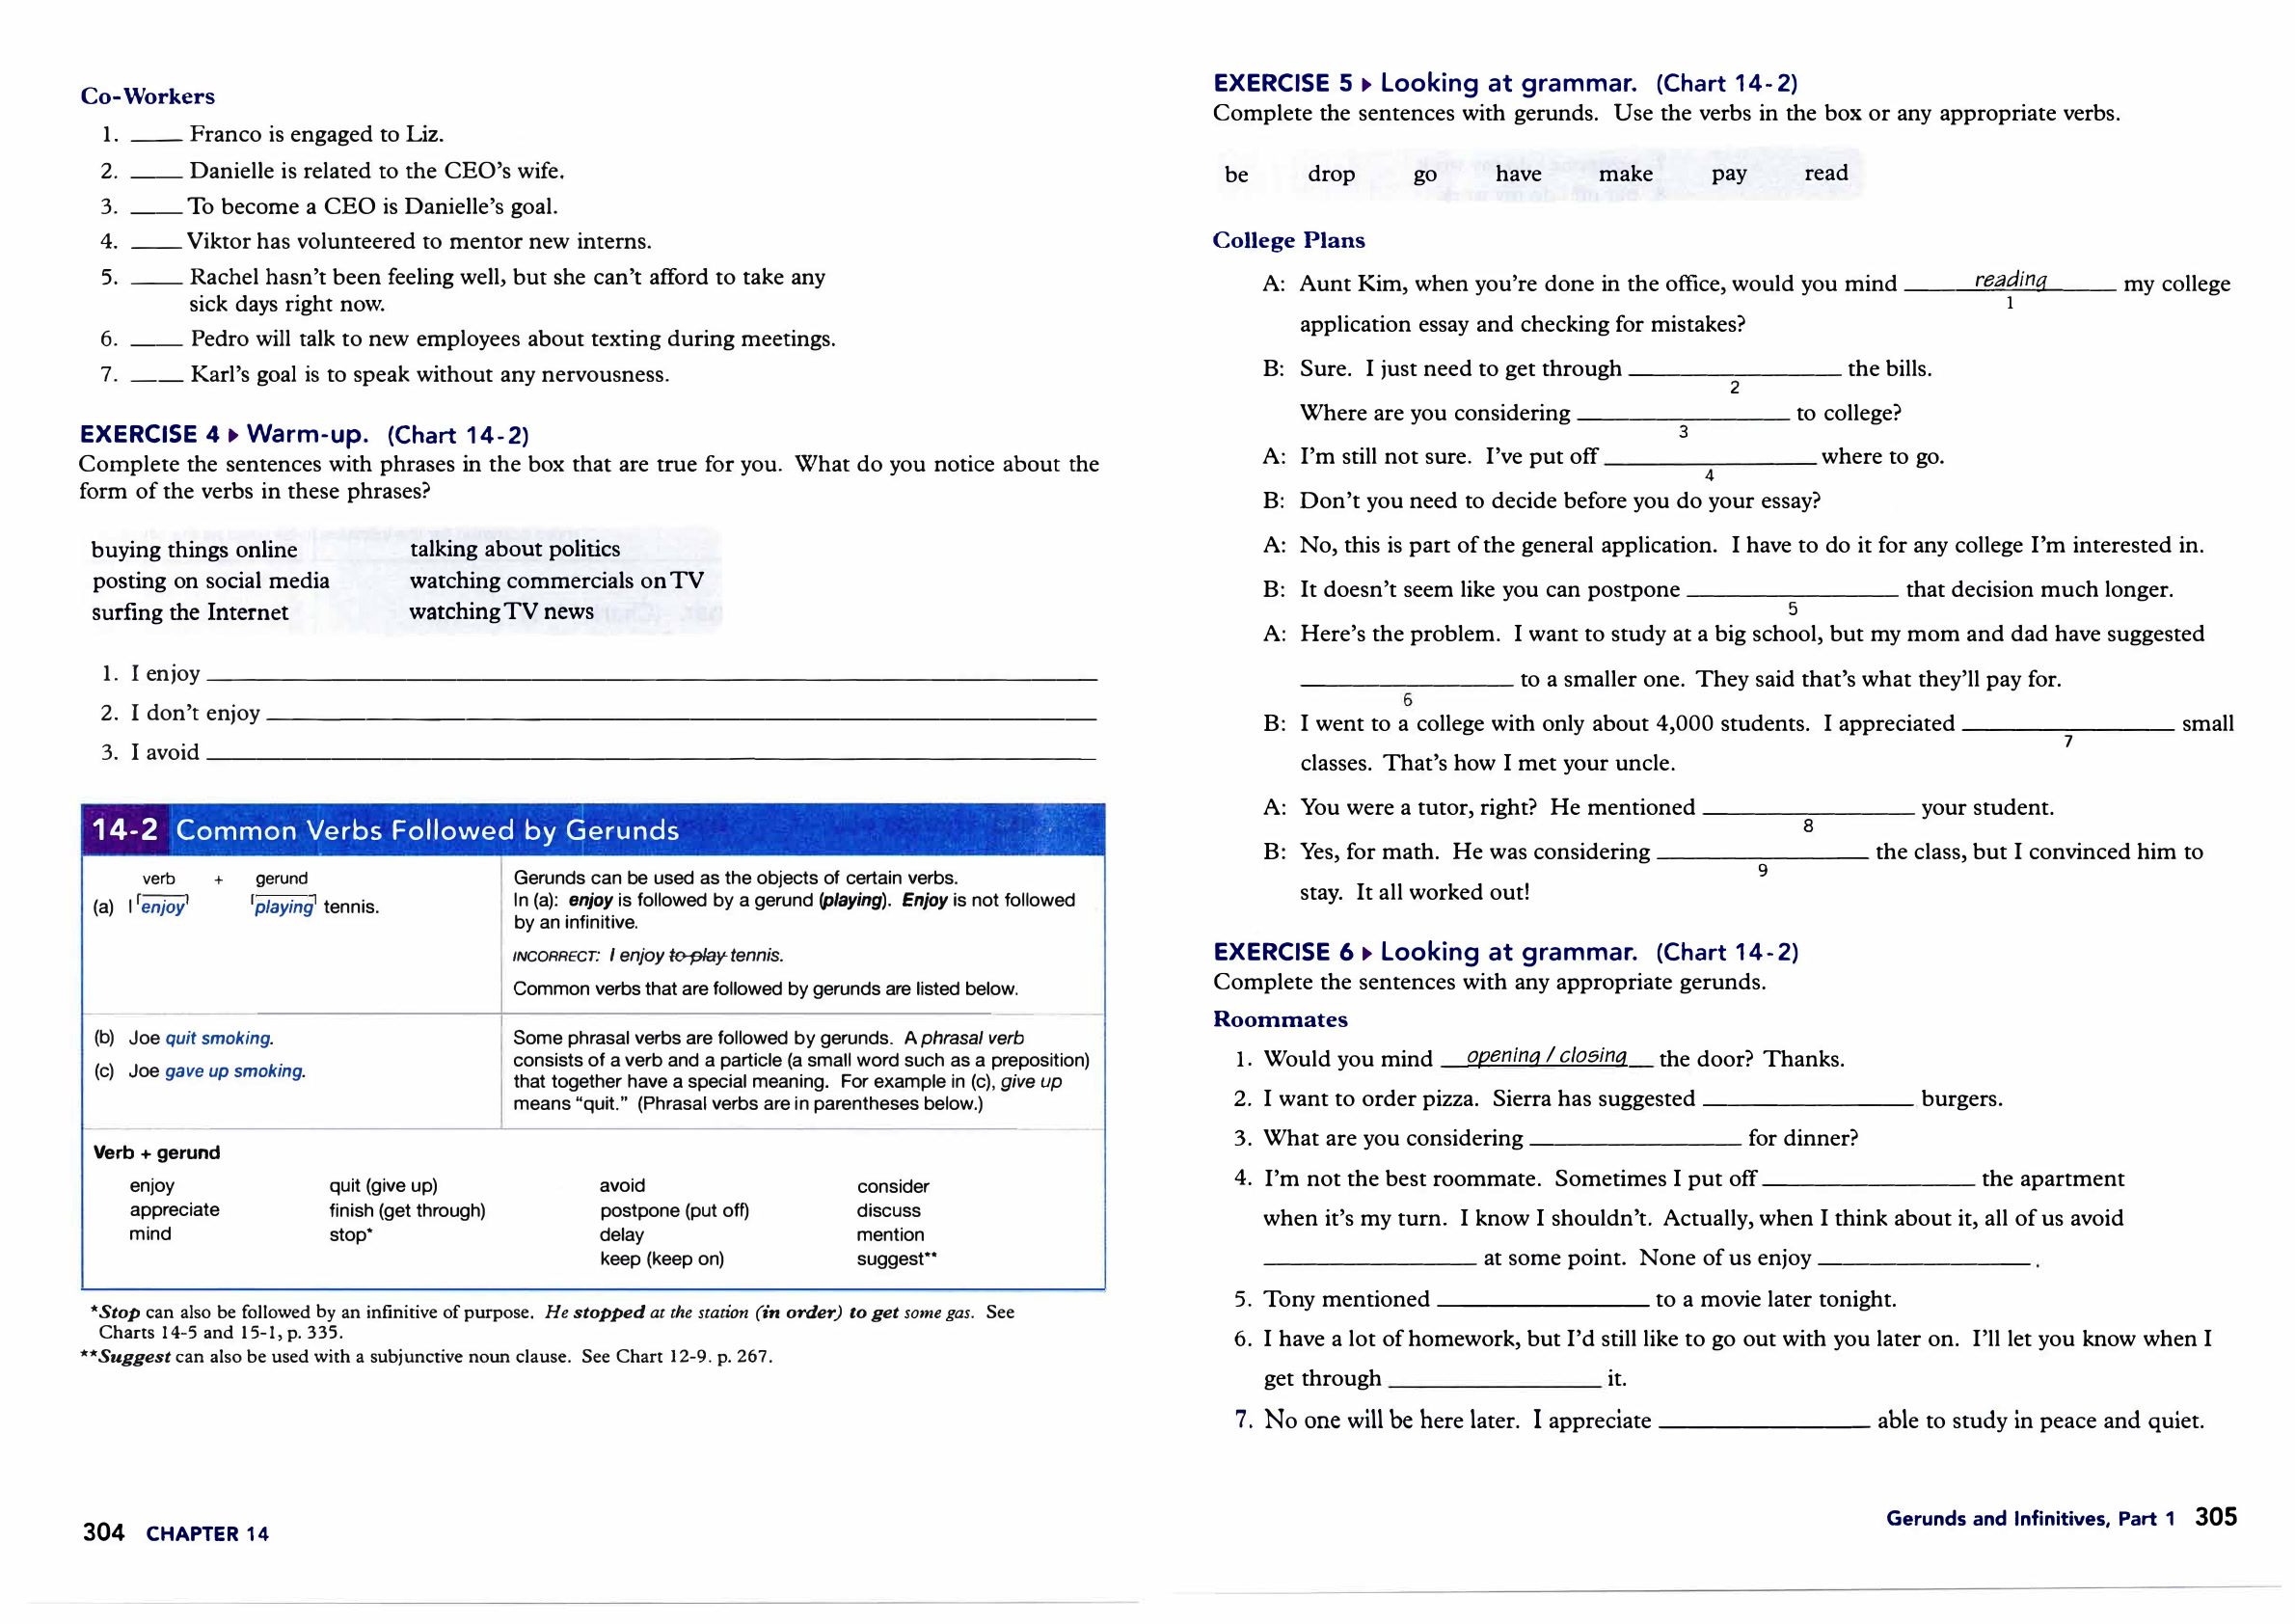 Co-Workers
1. ____ Franco is engaged to Liz.
2. ____ Danielle is related to the CEO's wife.
3. ____ To become a CEO is Danielle's goal.
4. ____ Viktor has volunteered to mentor new interns.
5. ____ Rachel hasn't been feeling well, but she can't afford to take any
sick days right now.
6. ____ Pedro will talk to new employees about texting during meetings.
7. ____ Karl's goal is to speak without any nervousness.
EXERCISE 4 ▸ Warm-up. (Chart 14-2)
Complete the sentences with phrases in the box that are true for you. What do you notice about the
form of the verbs in these phrases?
buying things online talking about politics
posting on social media watching commercials on TV
surfing the Internet watching TV news
1. I enjoy ____
2. I don't enjoy ____
3. I avoid ____
14-2 Common Verbs Followed by Gerunds
verb + gerund
(a) I enjoy playing tennis.
Gerunds can be used as the objects of certain verbs.
In (a): enjoy is followed by a gerund (playing). Enjoy is not followed
by an infinitive.
INCORRECT: I enjoy to play tennis.
Common verbs that are followed by gerunds are listed below.
(b) Joe quit smoking.
(c) Joe gave up smoking.
Some phrasal verbs are followed by gerunds. A phrasal verb
consists of a verb and a particle (a small word such as a preposition)
that together have a special meaning. For example in (c), give up
means "quit." (Phrasal verbs are in parentheses below.)
Verb + gerund
enjoy quit (give up) avoid consider
appreciate finish (get through) postpone (put off) discuss
mind stop* delay mention
keep (keep on) suggest**
*Stop can also be followed by an infinitive of purpose. He stopped at the station (in order) to get some gas. See
Charts 14-5 and 15-1, p. 335.
**Suggest can also be used with a subjunctive noun clause. See Chart 12-9. p. 267.
304 CHAPTER 14
EXERCISE 5 ▸ Looking at grammar. (Chart 14-2)
Complete the sentences with gerunds. Use the verbs in the box or any appropriate verbs.
be drop go have make pay read
College Plans
A: Aunt Kim, when you're done in the office, would you mind reading my college
1
application essay and checking for mistakes?
B: Sure. I just need to get through ____ the bills.
2
Where are you considering ____ to college?
3
A: I'm still not sure. I've put off ____ where to go.
4
B: Don't you need to decide before you do your essay?
A: No, this is part of the general application. I have to do it for any college I'm interested in.
B: It doesn't seem like you can postpone ____ that decision much longer.
5
A: Here's the problem. I want to study at a big school, but my mom and dad have suggested
____ to a smaller one. They said that's what they'll pay for.
6
B: I went to a college with only about 4,000 students. I appreciated ____ small
7
classes. That's how I met your uncle.
A: You were a tutor, right? He mentioned ____ your student.
8
B: Yes, for math. He was considering ____ the class, but I convinced him to
9
stay. It all worked out!
EXERCISE 6 ▸ Looking at grammar. (Chart 14-2)
Complete the sentences with any appropriate gerunds.
Roommates
1. Would you mind opening / closing the door? Thanks.
2. I want to order pizza. Sierra has suggested ____ burgers.
3. What are you considering ____ for dinner?
4. I'm not the best roommate. Sometimes I put off ____ the apartment
when it's my turn. I know I shouldn't. Actually, when I think about it, all of us avoid
____ at some point. None of us enjoy ____.
5. Tony mentioned ____ to a movie later tonight.
6. I have a lot of homework, but I'd still like to go out with you later on. I'll let you know when I
get through ____ it.
7. No one will be here later. I appreciate ____ able to study in peace and quiet.
Gerunds and Infinitives, Part 1 305